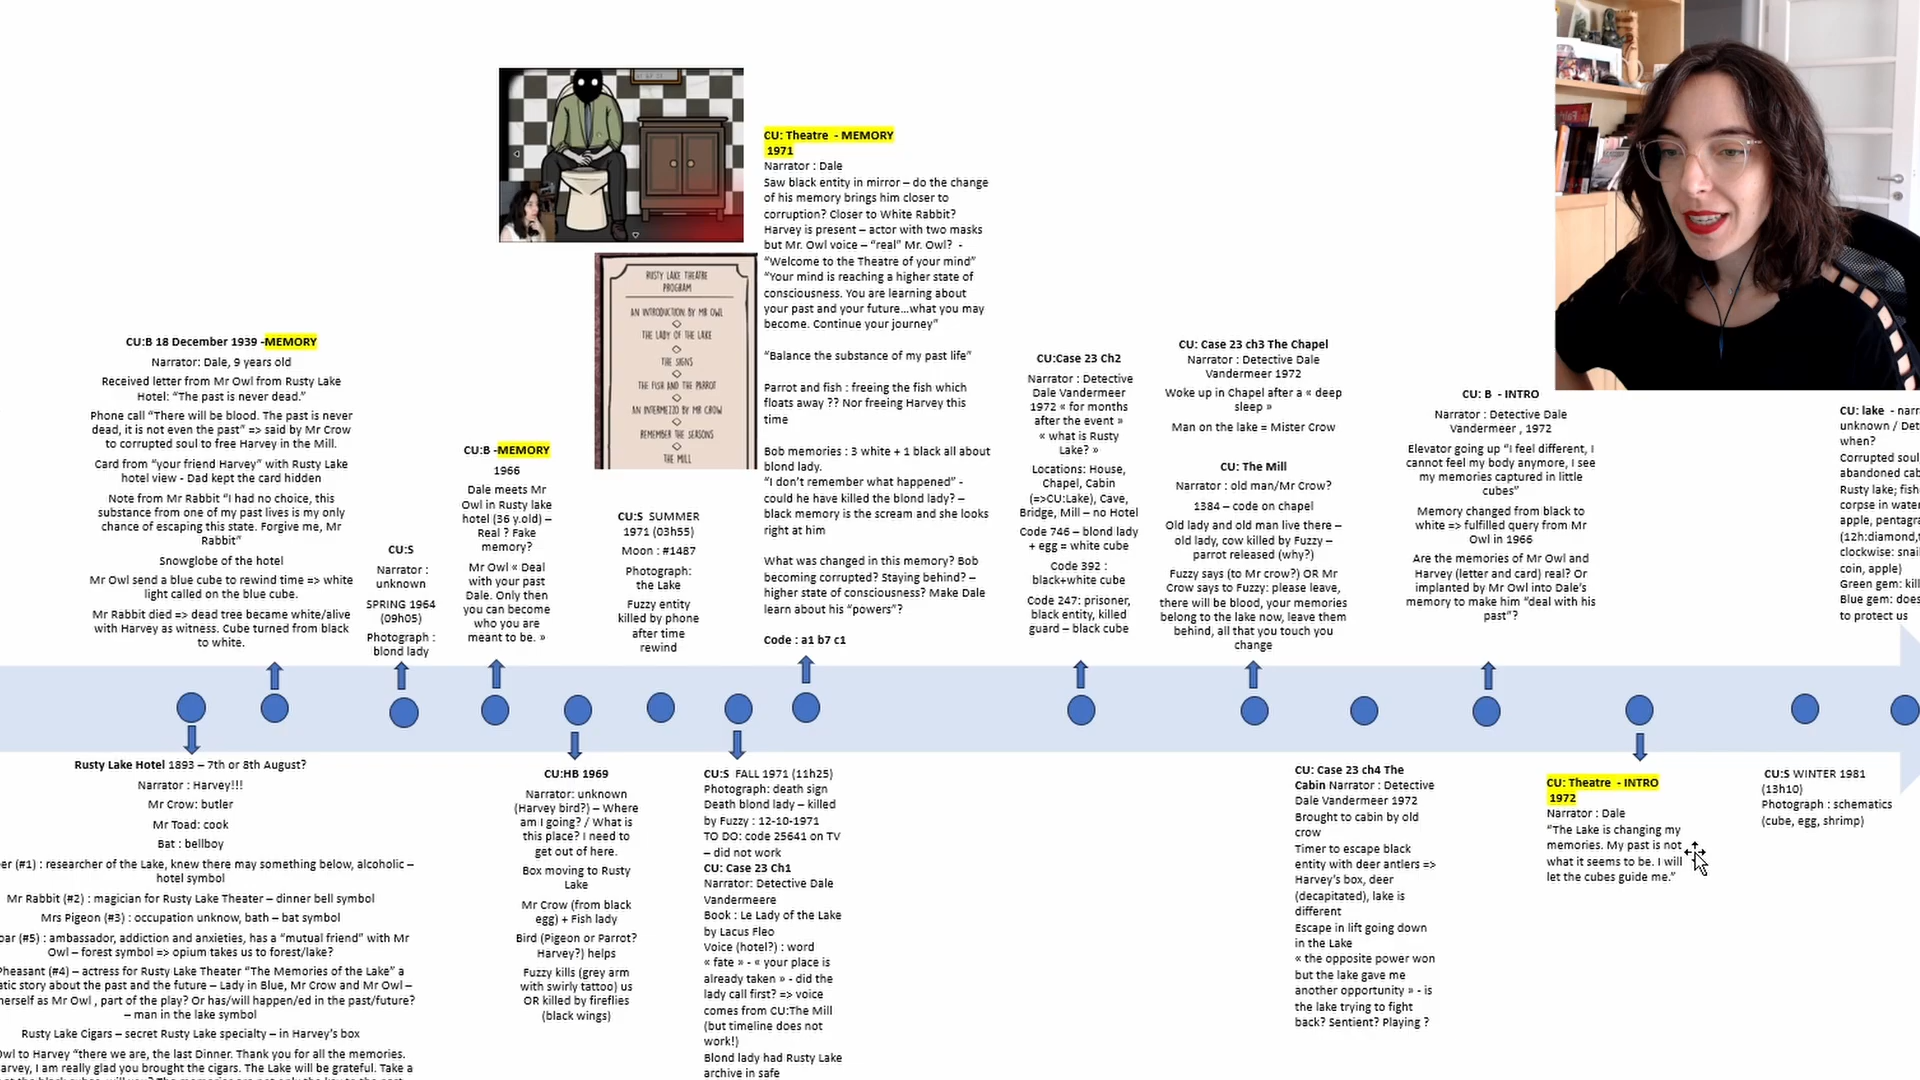 CU: Theatre - MEMORY
1971
Narrator : Dale
Saw black entity in mirror – do the change
of his memory brings him closer to
corruption? Closer to White Rabbit?
Harvey is present – actor with two masks
but Mr. Owl voice – “real” Mr. Owl? -
“Welcome to the Theatre of your mind”
“Your mind is reaching a higher state of
consciousness. You are learning about
your past and your future…what you may
become. Continue your journey”
“Balance the substance of my past life”
Parrot and fish : freeing the fish which
floats away ?? Nor freeing Harvey this
time
Bob memories : 3 white + 1 black all about
blond lady.
“I don’t remember what happened” -
could he have killed the blond lady? –
black memory is the scream and she looks
right at him
What was changed in this memory? Bob
becoming corrupted? Staying behind? –
higher state of consciousness? Make Dale
learn about his “powers”?
Code : a1 b7 c1
RUSTY LAKE THEATRE
PROGRAM
AN INTRODUCTION BY MR OWL
THE LADY OF THE LAKE
THE SIGNS
THE FISH AND THE PARROT
AN INTERMEZZO BY MR CROW
REMEMBER THE SEASONS
THE MILL
CU:B 18 December 1939 -MEMORY
Narrator: Dale, 9 years old
Received letter from Mr Owl from Rusty Lake
Hotel: “The past is never dead.”
Phone call “There will be blood. The past is never
dead, it is not even the past” => said by Mr Crow
to corrupted soul to free Harvey in the Mill.
Card from “your friend Harvey” with Rusty Lake
hotel view - Dad kept the card hidden
Note from Mr Rabbit “I had no choice, this
substance from one of my past lives is my only
chance of escaping this state. Forgive me, Mr
Rabbit”
Snowglobe of the hotel
Mr Owl send a blue cube to rewind time => white
light called on the blue cube.
Mr Rabbit died => dead tree became white/alive
with Harvey as witness. Cube turned from black
to white.
CU:S
Narrator :
unknown
SPRING 1964
(09h05)
Photograph :
blond lady
CU:B -MEMORY
1966
Dale meets Mr
Owl in Rusty lake
hotel (36 y.old) –
Real ? Fake
memory?
Mr Owl « Deal
with your past
Dale. Only then
you can become
who you are
meant to be. »
CU:S SUMMER
1971 (03h55)
Moon : #1487
Photograph:
the Lake
Fuzzy entity
killed by phone
after time
rewind
CU:Case 23 Ch2
Narrator : Detective
Dale Vandermeer
1972 « for months
after the event »
« what is Rusty
Lake? »
Locations: House,
Chapel, Cabin
(=>CU:Lake), Cave,
Bridge, Mill – no Hotel
Code 746 – blond lady
+ egg = white cube
Code 392 :
black+white cube
Code 247: prisoner,
black entity, killed
guard – black cube
CU: Case 23 ch3 The Chapel
Narrator : Detective Dale
Vandermeer 1972
Woke up in Chapel after a « deep
sleep »
Man on the lake = Mister Crow
CU: The Mill
Narrator : old man/Mr Crow?
1384 – code on chapel
Old lady and old man live there –
old lady, cow killed by Fuzzy –
parrot released (why?)
Fuzzy says (to Mr crow?) OR Mr
Crow says to Fuzzy: please leave,
there will be blood, your memories
belong to the lake now, leave them
behind, all that you touch you
change
CU: B - INTRO
Narrator : Detective Dale
Vandermeer , 1972
Elevator going up “I feel different, I
cannot feel my body anymore, I see
my memories captured in little
cubes”
Memory changed from black to
white => fulfilled query from Mr
Owl in 1966
Are the memories of Mr Owl and
Harvey (letter and card) real? Or
implanted by Mr Owl into Dale’s
memory to make him “deal with his
past”?
CU: lake - narr
unknown / Det
when?
Corrupted soul
abandoned cab
Rusty lake; fish
corpse in water
apple, pentagra
(12h:diamond,t
clockwise: snail
coin, apple)
Green gem: kill
Blue gem: does
to protect us
Rusty Lake Hotel 1893 – 7th or 8th August?
Narrator : Harvey!!!
Mr Crow: butler
Mr Toad: cook
Bat : bellboy
er (#1) : researcher of the Lake, knew there may something below, alcoholic –
hotel symbol
Mr Rabbit (#2) : magician for Rusty Lake Theater – dinner bell symbol
Mrs Pigeon (#3) : occupation unknow, bath – bat symbol
oar (#5) : ambassador, addiction and anxieties, has a “mutual friend” with Mr
Owl – forest symbol => opium takes us to forest/lake?
Pheasant (#4) – actress for Rusty Lake Theater “The Memories of the Lake” a
atic story about the past and the future – Lady in Blue, Mr Crow and Mr Owl –
herself as Mr Owl , part of the play? Or has/will happen/ed in the past/future?
– man in the lake symbol
Rusty Lake Cigars – secret Rusty Lake specialty – in Harvey’s box
Owl to Harvey “there we are, the last Dinner. Thank you for all the memories.
arvey, I am really glad you brought the cigars. The Lake will be grateful. Take a
CU:HB 1969
Narrator: unknown
(Harvey bird?) – Where
am I going? / What is
this place? I need to
get out of here.
Box moving to Rusty
Lake
Mr Crow (from black
egg) + Fish lady
Bird (Pigeon or Parrot?
Harvey?) helps
Fuzzy kills (grey arm
with swirly tattoo) us
OR killed by fireflies
(black wings)
CU:S FALL 1971 (11h25)
Photograph: death sign
Death blond lady – killed
by Fuzzy : 12-10-1971
TO DO: code 25641 on TV
– did not work
CU: Case 23 Ch1
Narrator: Detective Dale
Vandermeere
Book : Le Lady of the Lake
by Lacus Fleo
Voice (hotel?) : word
« fate » - « your place is
already taken » - did the
lady call first? => voice
comes from CU:The Mill
(but timeline does not
work!)
Blond lady had Rusty Lake
archive in safe
CU: Case 23 ch4 The
Cabin Narrator : Detective
Dale Vandermeer 1972
Brought to cabin by old
crow
Timer to escape black
entity with deer antlers =>
Harvey’s box, deer
(decapitated), lake is
different
Escape in lift going down
in the Lake
« the opposite power won
but the lake gave me
another opportunity » - is
the lake trying to fight
back? Sentient? Playing ?
CU: Theatre - INTRO
1972
Narrator : Dale
“The Lake is changing my
memories. My past is not
what it seems to be. I will
let the cubes guide me.”
CU:S WINTER 1981
(13h10)
Photograph : schematics
(cube, egg, shrimp)